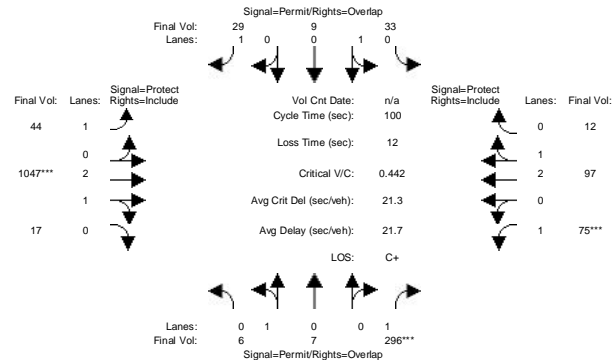 Signal=Permit/Rights=Overlap
Final Vol: 29 9 33
Lanes: 1 0 0 1 0
Signal=Protect
Final Vol: Lanes: Rights=Include
Vol Cnt Date: n/a
Signal=Protect
Rights=Include Lanes: Final Vol:
Cycle Time (sec): 100
44 1
0 12
Loss Time (sec): 12
0
1
1047*** 2
Critical V/C: 0.442
2 97
1
Avg Crit Del (sec/veh): 21.3
0
17 0
Avg Delay (sec/veh): 21.7
1 75***
LOS: C+
Lanes: 0 1 0 0 1
Final Vol: 6 7 296***
Signal=Permit/Rights=Overlap